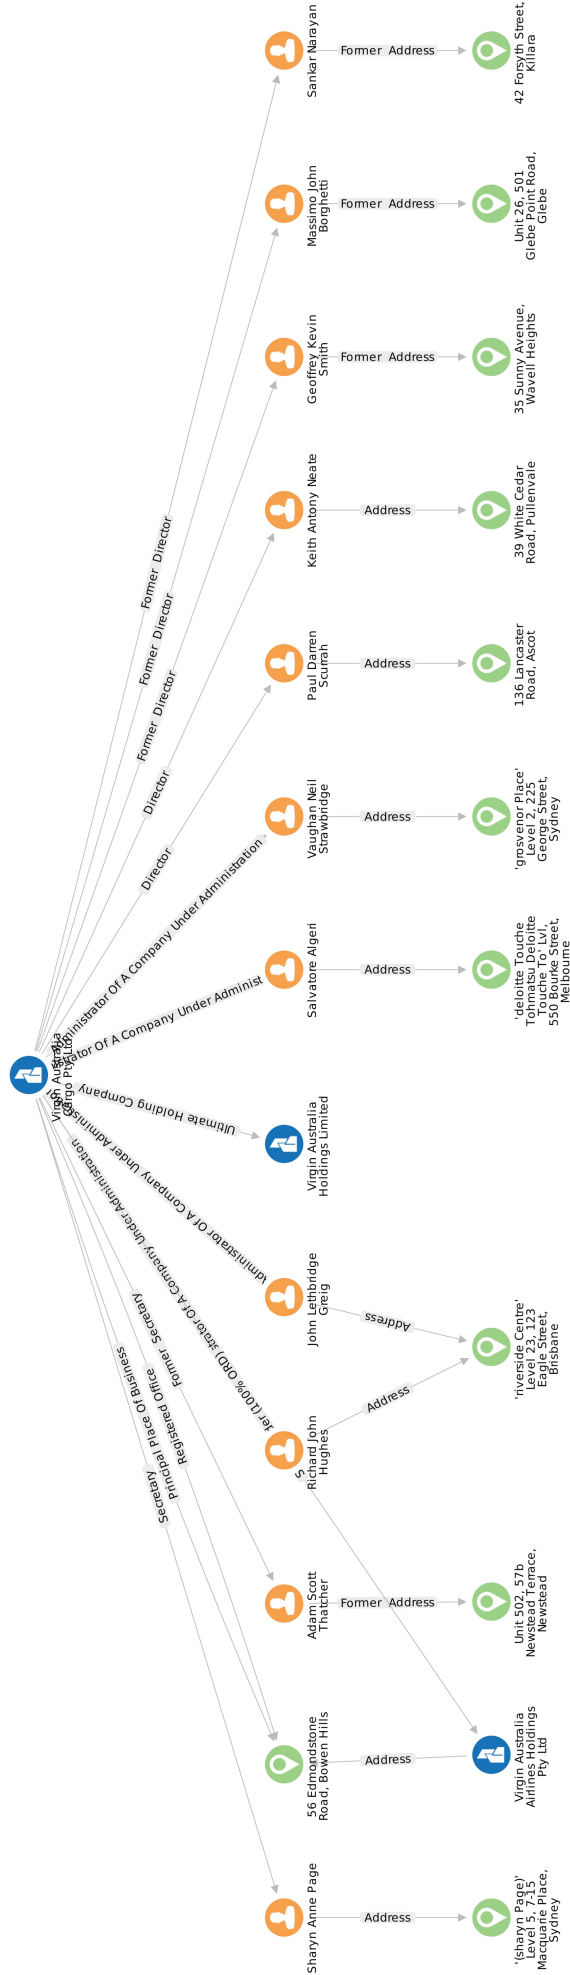 Sankar Narayan
Former Address
42 Forsyth Street,
Killara
Massimo John
Borghetti
Former Address
Unit 26, 501
Glebe Point Road,
Glebe
Geoffrey Kevin
Smith
Former Address
35 Sunny Avenue,
Wavell Heights
Keith Antony Neate
Address
39 White Cedar
Road, Pullenvale
Paul Darren
Scurrah
Address
136 Lancaster
Road, Ascot
Vaughan Neil
Strawbridge
Address
'grosvenor Place'
Level 2, 225
George Street,
Sydney
Salvatore Algeri
Address
'deloitte Touche
Tohmatsu Deloitte
Touche To' Lvl,
550 Bourke Street,
Melbourne
Virgin Australia
Cargo Pty Ltd
Former Director
Former Director
Former Director
Director
Director
Of A Company Under Administration
Of A Company Under
Ultimate Holding Company
Of A Company Under
Of A Company Under Administration
(100% ORD)
Former Secretary
Registered Office
Principal Place Of Business
Secretary
Virgin Australia
Holdings Limited
John Lethbridge
Greig
Address
'riverside Centre'
Level 23, 123
Eagle Street,
Brisbane
Richard John
Hughes
Address
Adam Scott
Thatcher
Former Address
Unit 502, 57b
Newstead Terrace,
Newstead
56 Edmondstone
Road, Bowen Hills
Address
Virgin Australia
Airlines Holdings
Pty Ltd
Sharyn Anne Page
Address
'(sharyn Page)'
Level 5, 7-15
Macquarie Place,
Sydney